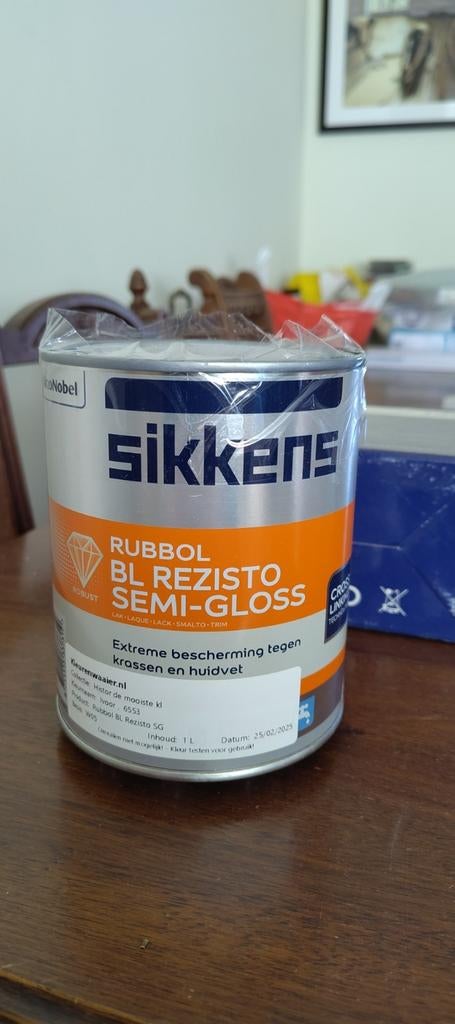 AkzoNobel
sikkens
RUBBOL
BL REZISTO
SEMI-GLOSS
ROBUST
LAK · LAQUE · LACK · SMALTO · TRIM
CROSS
LINKING
Extreme bescherming tegen
krassen en huidvet
Kleurenwaaier.nl
Collectie: Histor de mooiste kl
Kleurnaam: Ivoor , 6553
Product: Rubbol BL Rezisto SG
Basis: W05
Inhoud: 1 L Datum: 25/02/2025
Omruilen niet mogelijk! - Kleur testen voor gebruik!